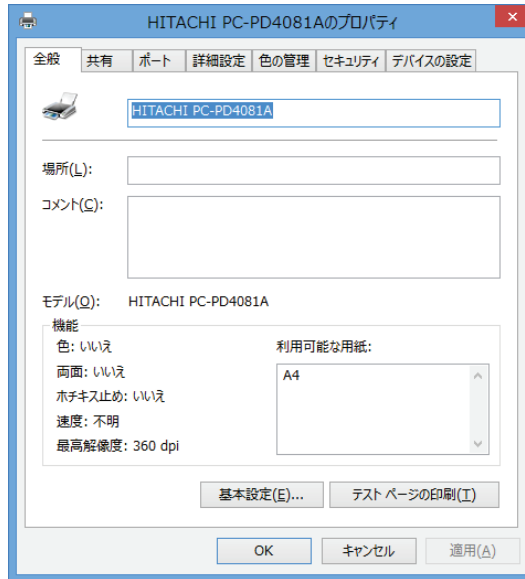 HITACHI PC-PD4081Aのプロパティ
全般 共有 ポート 詳細設定 色の管理 セキュリティ デバイスの設定
HITACHI PC-PD4081A
場所(L):
コメント(C):
モデル(O): HITACHI PC-PD4081A
機能
色: いいえ 利用可能な用紙:
両面: いいえ A4
ホチキス止め: いいえ
速度: 不明
最高解像度: 360 dpi
基本設定(E)... テスト ページの印刷(T)
OK キャンセル 適用(A)